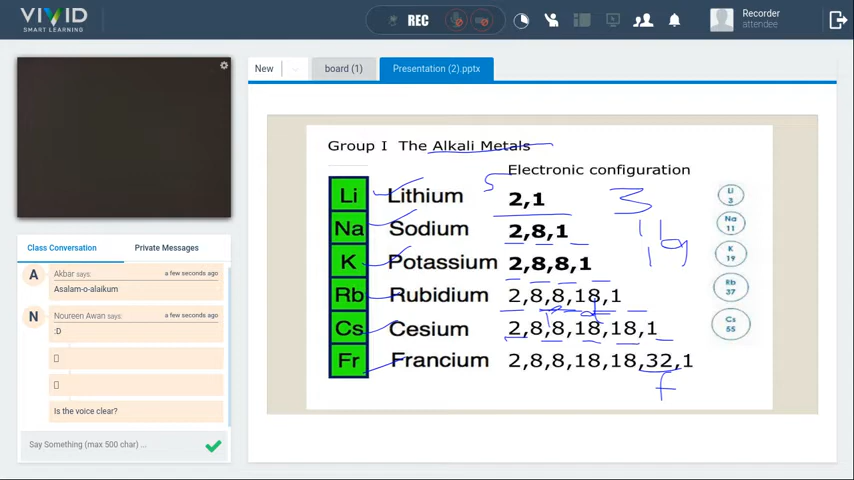 VIVID
SMART LEARNING
REC
Recorder
attendee
New
board (1)
Presentation (2).pptx
Class Conversation
Private Messages
A
Akbar says:
a few seconds ago
Asalam-o-alaikum
N
Noureen Awan says:
a few seconds ago
:D
Is the voice clear?
Say Something (max 500 char) ...
Group I The Alkali Metals
Electronic configuration
Li Lithium 2,1
Na Sodium 2,8,1
K Potassium 2,8,8,1
Rb Rubidium 2,8,8,18,1
Cs Cesium 2,8,8,18,18,1
Fr Francium 2,8,8,18,18,32,1
s
3
11
19
p
d
f
Li
3
Na
11
K
19
Rb
37
Cs
55